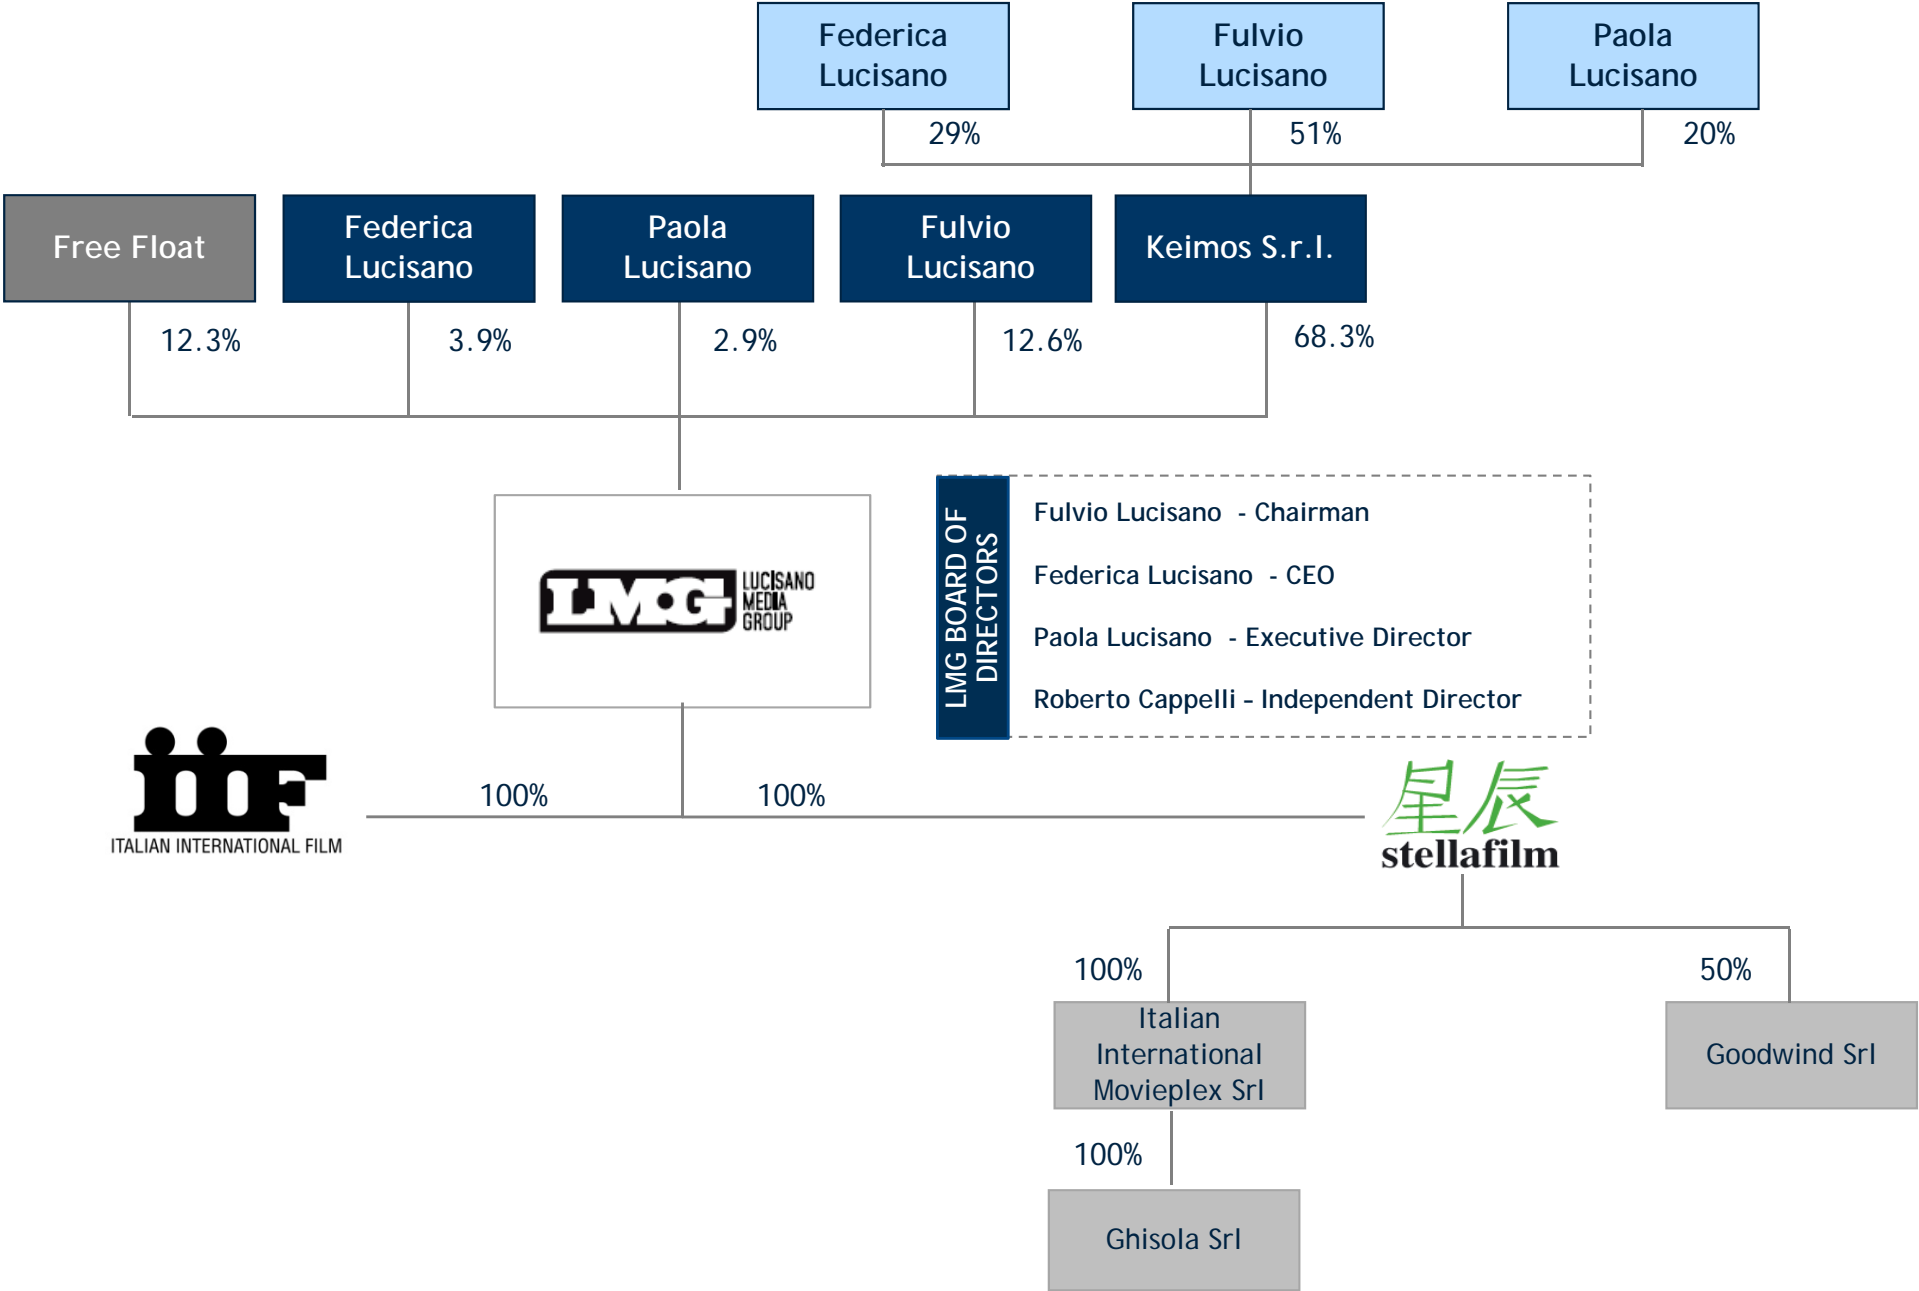 Federica
Lucisano
Fulvio
Lucisano
Paola
Lucisano
29%
51%
20%
Free Float
Federica
Lucisano
Paola
Lucisano
Fulvio
Lucisano
Keimos S.r.l.
12.3%
3.9%
2.9%
12.6%
68.3%
LMG
LUCISANO
MEDIA
GROUP
LMG BOARD OF
DIRECTORS
Fulvio Lucisano - Chairman
Federica Lucisano - CEO
Paola Lucisano - Executive Director
Roberto Cappelli – Independent Director
iiF
ITALIAN INTERNATIONAL FILM
100%
100%
星辰
stellafilm
100%
50%
Italian
International
Movieplex Srl
Goodwind Srl
100%
Ghisola Srl